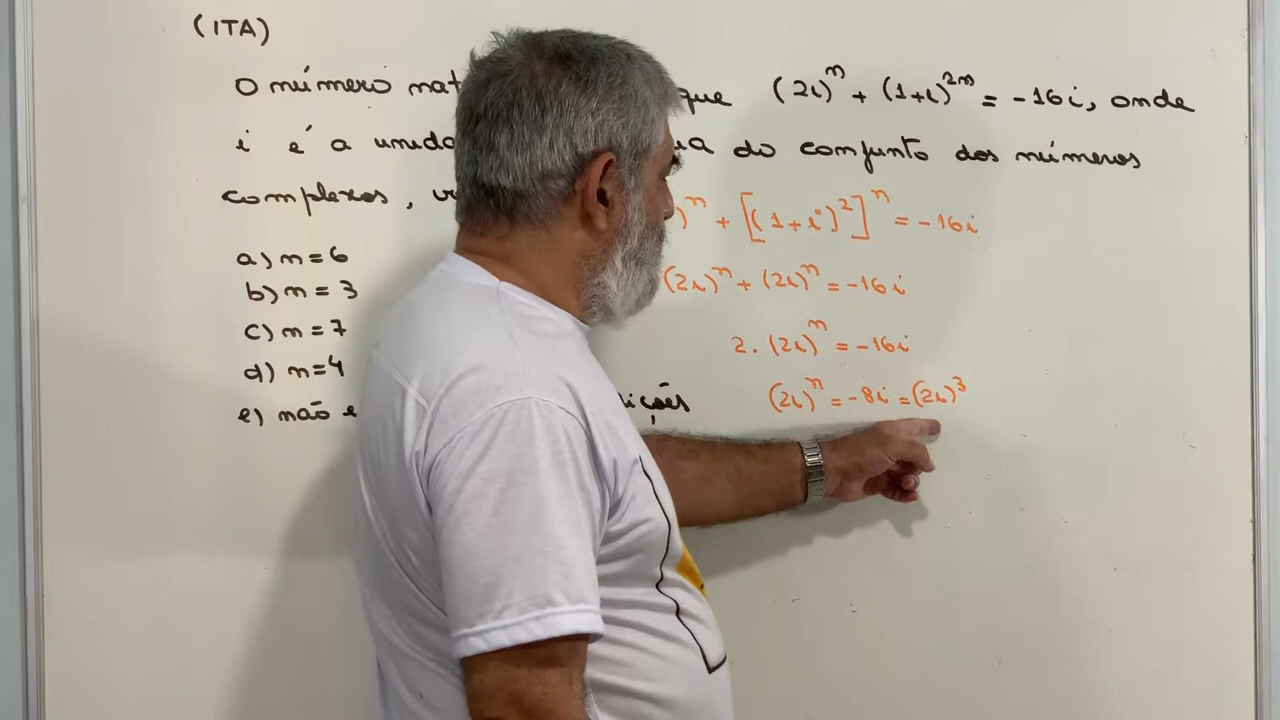 (ITA)
O número nat que (2i)ⁿ + (1+i)²ⁿ = -16i, onde
i é a unida do conjunto dos números
complexos, v )ⁿ + [(1+i)²]ⁿ = -16i
a) n=6 (2i)ⁿ + (2i)ⁿ = -16i
b) n = 3
c) n = 7 2. (2i)ⁿ = -16i
d) n=4
e) não e ições (2i)ⁿ = -8i = (2i)³